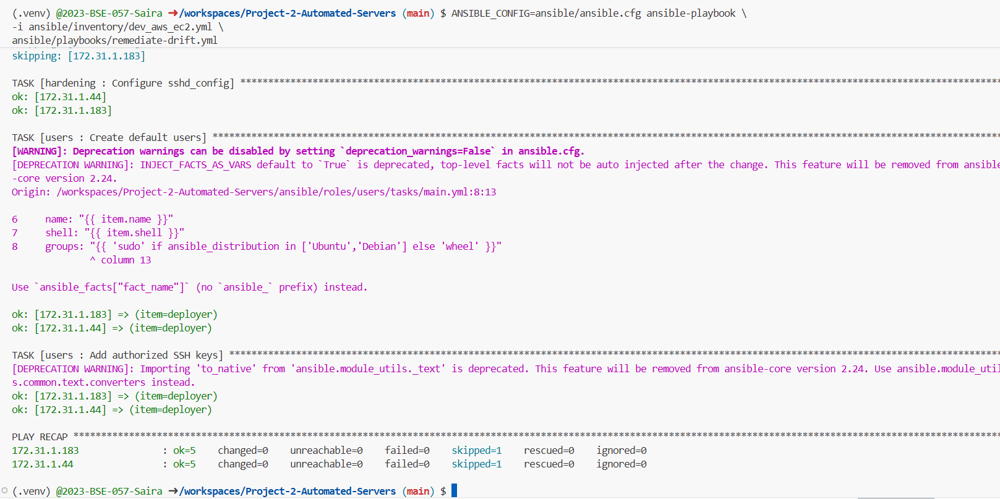 (.venv) @2023-BSE-057-Saira ➜/workspaces/Project-2-Automated-Servers (main) $ ANSIBLE_CONFIG=ansible/ansible.cfg ansible-playbook \
-i ansible/inventory/dev_aws_ec2.yml \
ansible/playbooks/remediate-drift.yml
skipping: [172.31.1.183]
TASK [hardening : Configure sshd_config] ****************************************************************************************************************************************
ok: [172.31.1.44]
ok: [172.31.1.183]
TASK [users : Create default users] *********************************************************************************************************************************************
[WARNING]: Deprecation warnings can be disabled by setting `deprecation_warnings=False` in ansible.cfg.
[DEPRECATION WARNING]: INJECT_FACTS_AS_VARS default to `True` is deprecated, top-level facts will not be auto injected after the change. This feature will be removed from ansible
-core version 2.24.
Origin: /workspaces/Project-2-Automated-Servers/ansible/roles/users/tasks/main.yml:8:13
6     name: "{{ item.name }}"
7     shell: "{{ item.shell }}"
8     groups: "{{ 'sudo' if ansible_distribution in ['Ubuntu','Debian'] else 'wheel' }}"
^ column 13
Use `ansible_facts["fact_name"]` (no `ansible_` prefix) instead.
ok: [172.31.1.183] => (item=deployer)
ok: [172.31.1.44] => (item=deployer)
TASK [users : Add authorized SSH keys] ******************************************************************************************************************************************
[DEPRECATION WARNING]: Importing 'to_native' from 'ansible.module_utils._text' is deprecated. This feature will be removed from ansible-core version 2.24. Use ansible.module_util
s.common.text.converters instead.
ok: [172.31.1.183] => (item=deployer)
ok: [172.31.1.44] => (item=deployer)
PLAY RECAP **********************************************************************************************************************************************************************
172.31.1.183               : ok=5    changed=0    unreachable=0    failed=0    skipped=1    rescued=0    ignored=0
172.31.1.44                : ok=5    changed=0    unreachable=0    failed=0    skipped=1    rescued=0    ignored=0
(.venv) @2023-BSE-057-Saira ➜/workspaces/Project-2-Automated-Servers (main) $